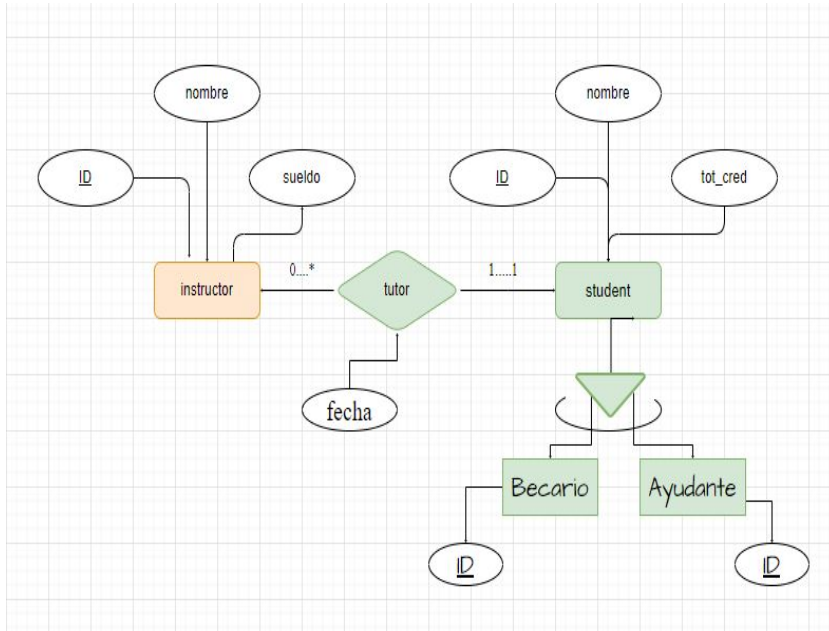 nombre
nombre
ID
sueldo
ID
tot_cred
instructor
0....*
tutor
1.....1
student
fecha
Becario
Ayudante
ID
ID